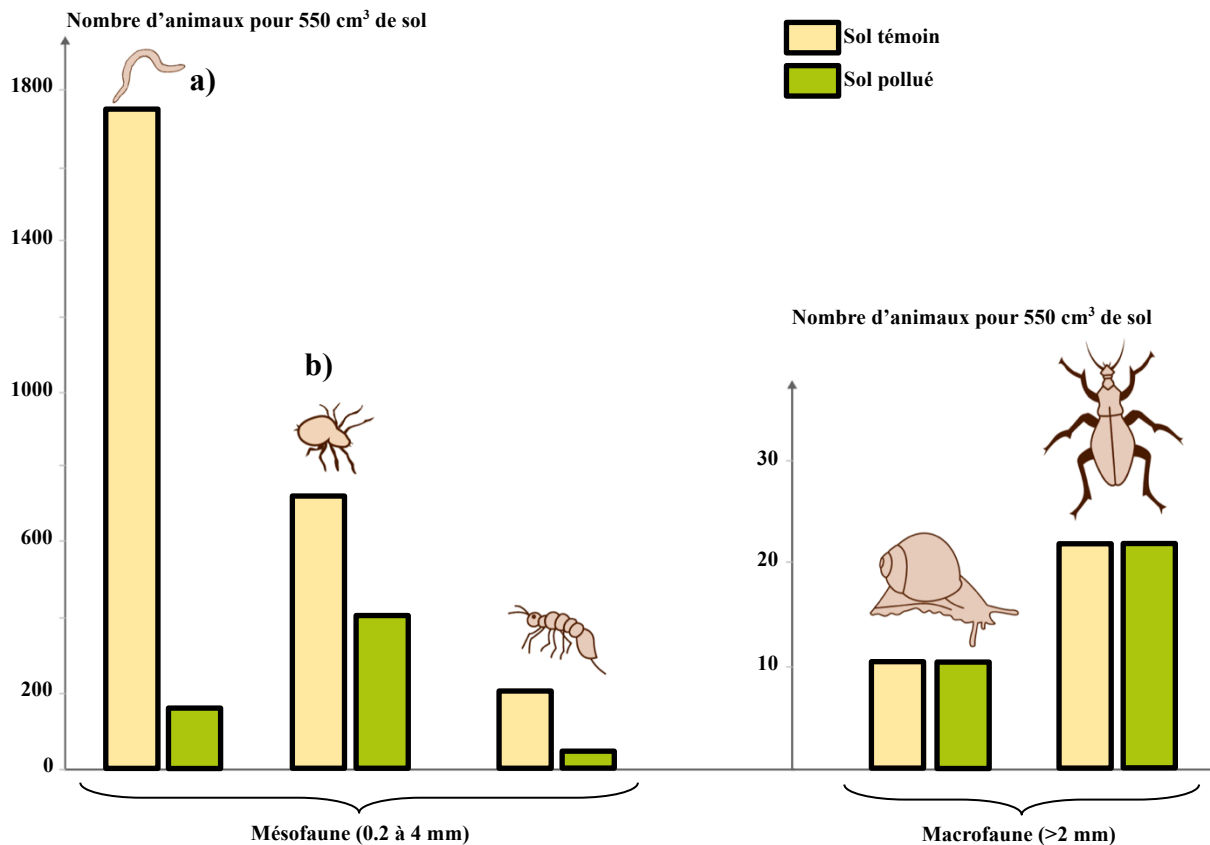 Nombre d'animaux pour 550 cm³ de sol
Sol témoin
Sol pollué
a)
1800
1400
b)
1000
600
200
0
Mésofaune (0.2 à 4 mm)
Nombre d'animaux pour 550 cm³ de sol
30
20
10
Macrofaune (>2 mm)